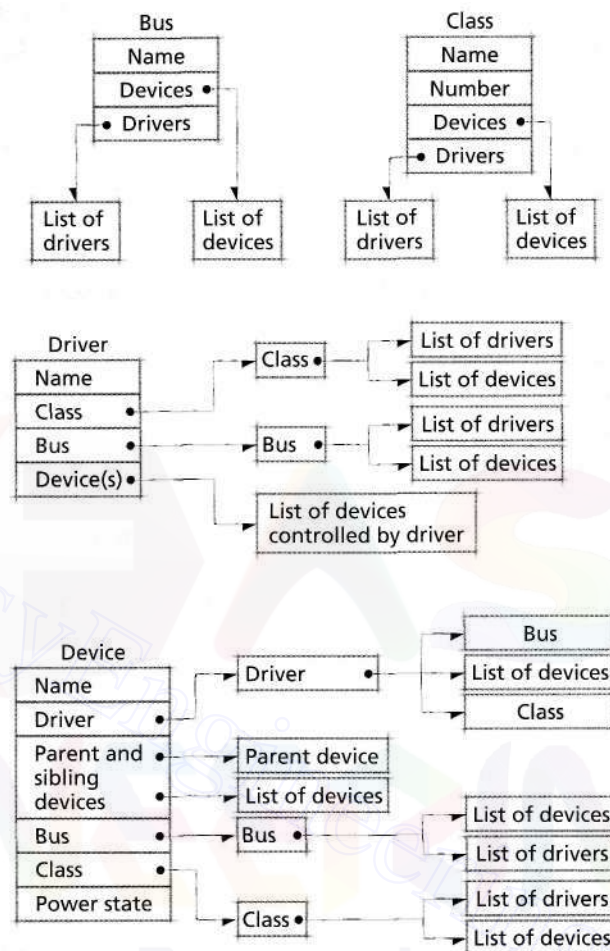 Bus
Name
Devices
Drivers
List of
drivers
List of
devices
Class
Name
Number
Devices
Drivers
List of
drivers
List of
devices
Driver
Name
Class
Bus
Device(s)
Class
List of drivers
List of devices
Bus
List of drivers
List of devices
List of devices
controlled by driver
Device
Name
Driver
Parent and
sibling
devices
Bus
Class
Power state
Driver
Bus
List of devices
Class
Parent device
List of devices
Bus
List of devices
List of drivers
Class
List of drivers
List of devices